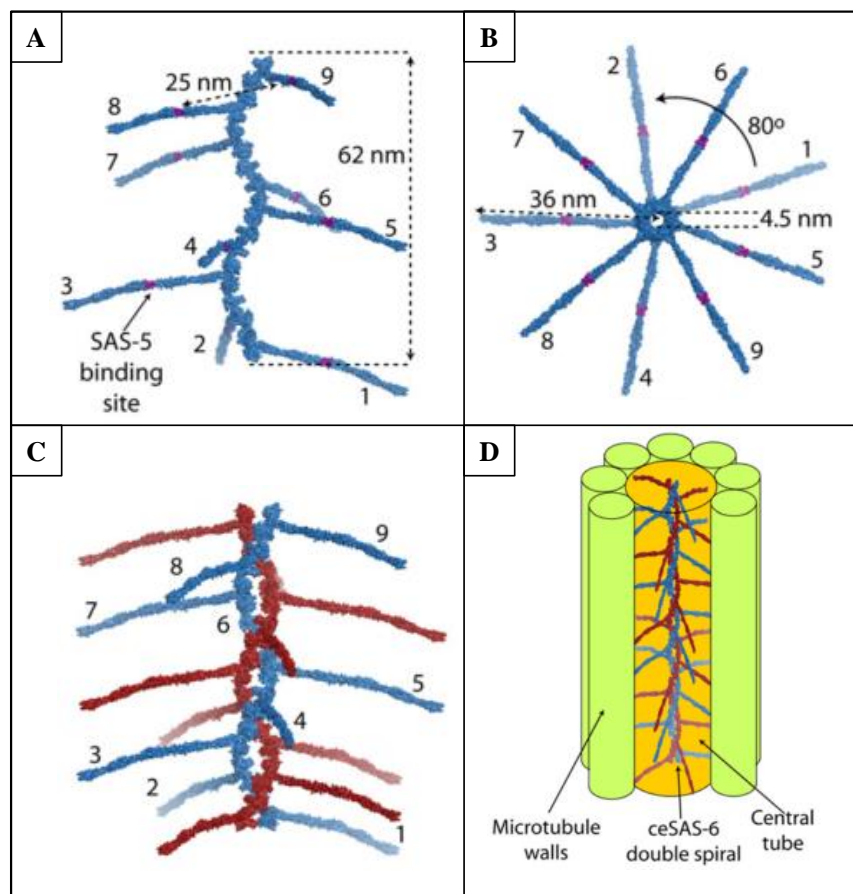 A
25 nm
9
8
62 nm
7
6
5
4
3
SAS-5
binding
site
2
1
B
2
6
80º
7
1
36 nm
4.5 nm
3
5
8
9
4
C
9
8
7
6
5
4
3
2
1
D
Microtubule
walls
ceSAS-6
double spiral
Central
tube